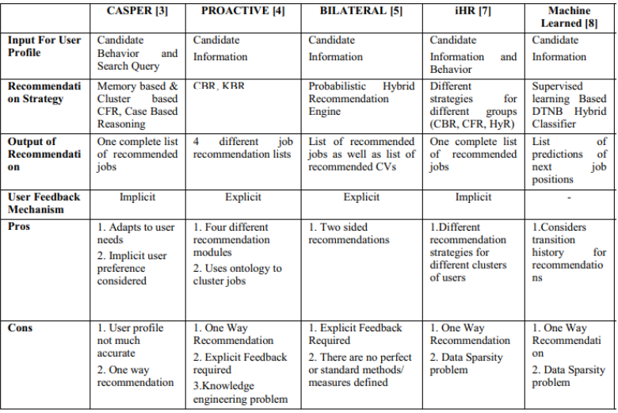 CASPER [3]
PROACTIVE [4]
BILATERAL [5]
iHR [7]
Machine
Learned [8]
Input For User
Profile
Candidate
Behavior and
Search Query
Candidate
Information
Candidate
Information
Candidate
Information and
Behavior
Candidate
Information
Recommendati
on Strategy
Memory based &
Cluster based
CFR, Case Based
Reasoning
CBR, KBR
Probabilistic Hybrid
Recommendation
Engine
Different
strategies for
different groups
(CBR, CFR, HyR)
Supervised
learning Based
DTNB Hybrid
Classifier
Output of
Recommendati
on
One complete list
of recommended
jobs
4 different job
recommendation lists
List of recommended
jobs as well as list of
recommended CVs
One complete list
of recommended
jobs
List of
predictions of
next job
positions
User Feedback
Mechanism
Implicit
Explicit
Explicit
Implicit
-
Pros
1. Adapts to user
needs
2. Implicit user
preference
considered
1. Four different
recommendation
modules
2. Uses ontology to
cluster jobs
1. Two sided
recommendations
1.Different
recommendation
strategies for
different clusters
of users
1.Considers
transition
history for
recommendatio
ns
Cons
1. User profile
not much
accurate
2. One way
recommendation
1. One Way
Recommendation
2. Explicit Feedback
required
3.Knowledge
engineering problem
1. Explicit Feedback
Required
2. There are no perfect
or standard methods/
measures defined
1. One Way
Recommendation
2. Data Sparsity
problem
1. One Way
Recommendati
on
2. Data Sparsity
problem